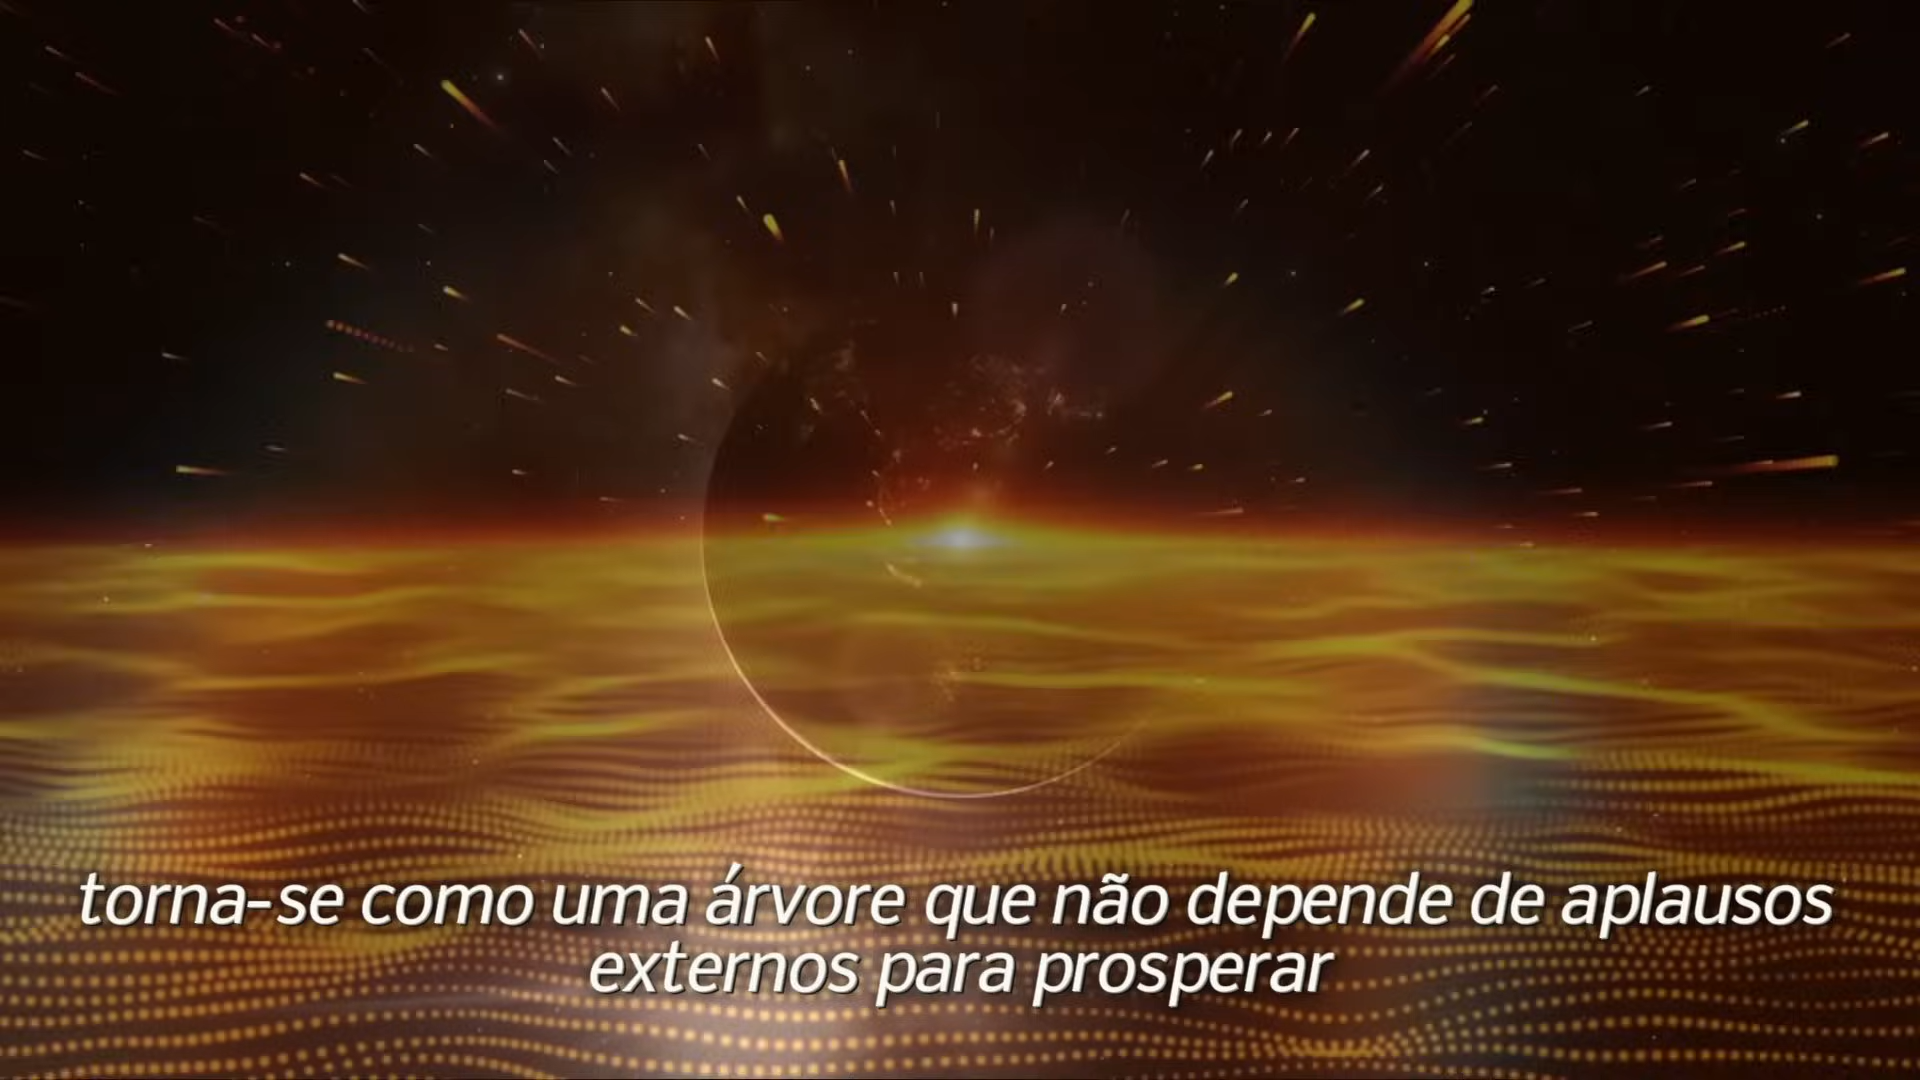 torna-se como uma árvore que não depende de aplausos
externos para prosperar